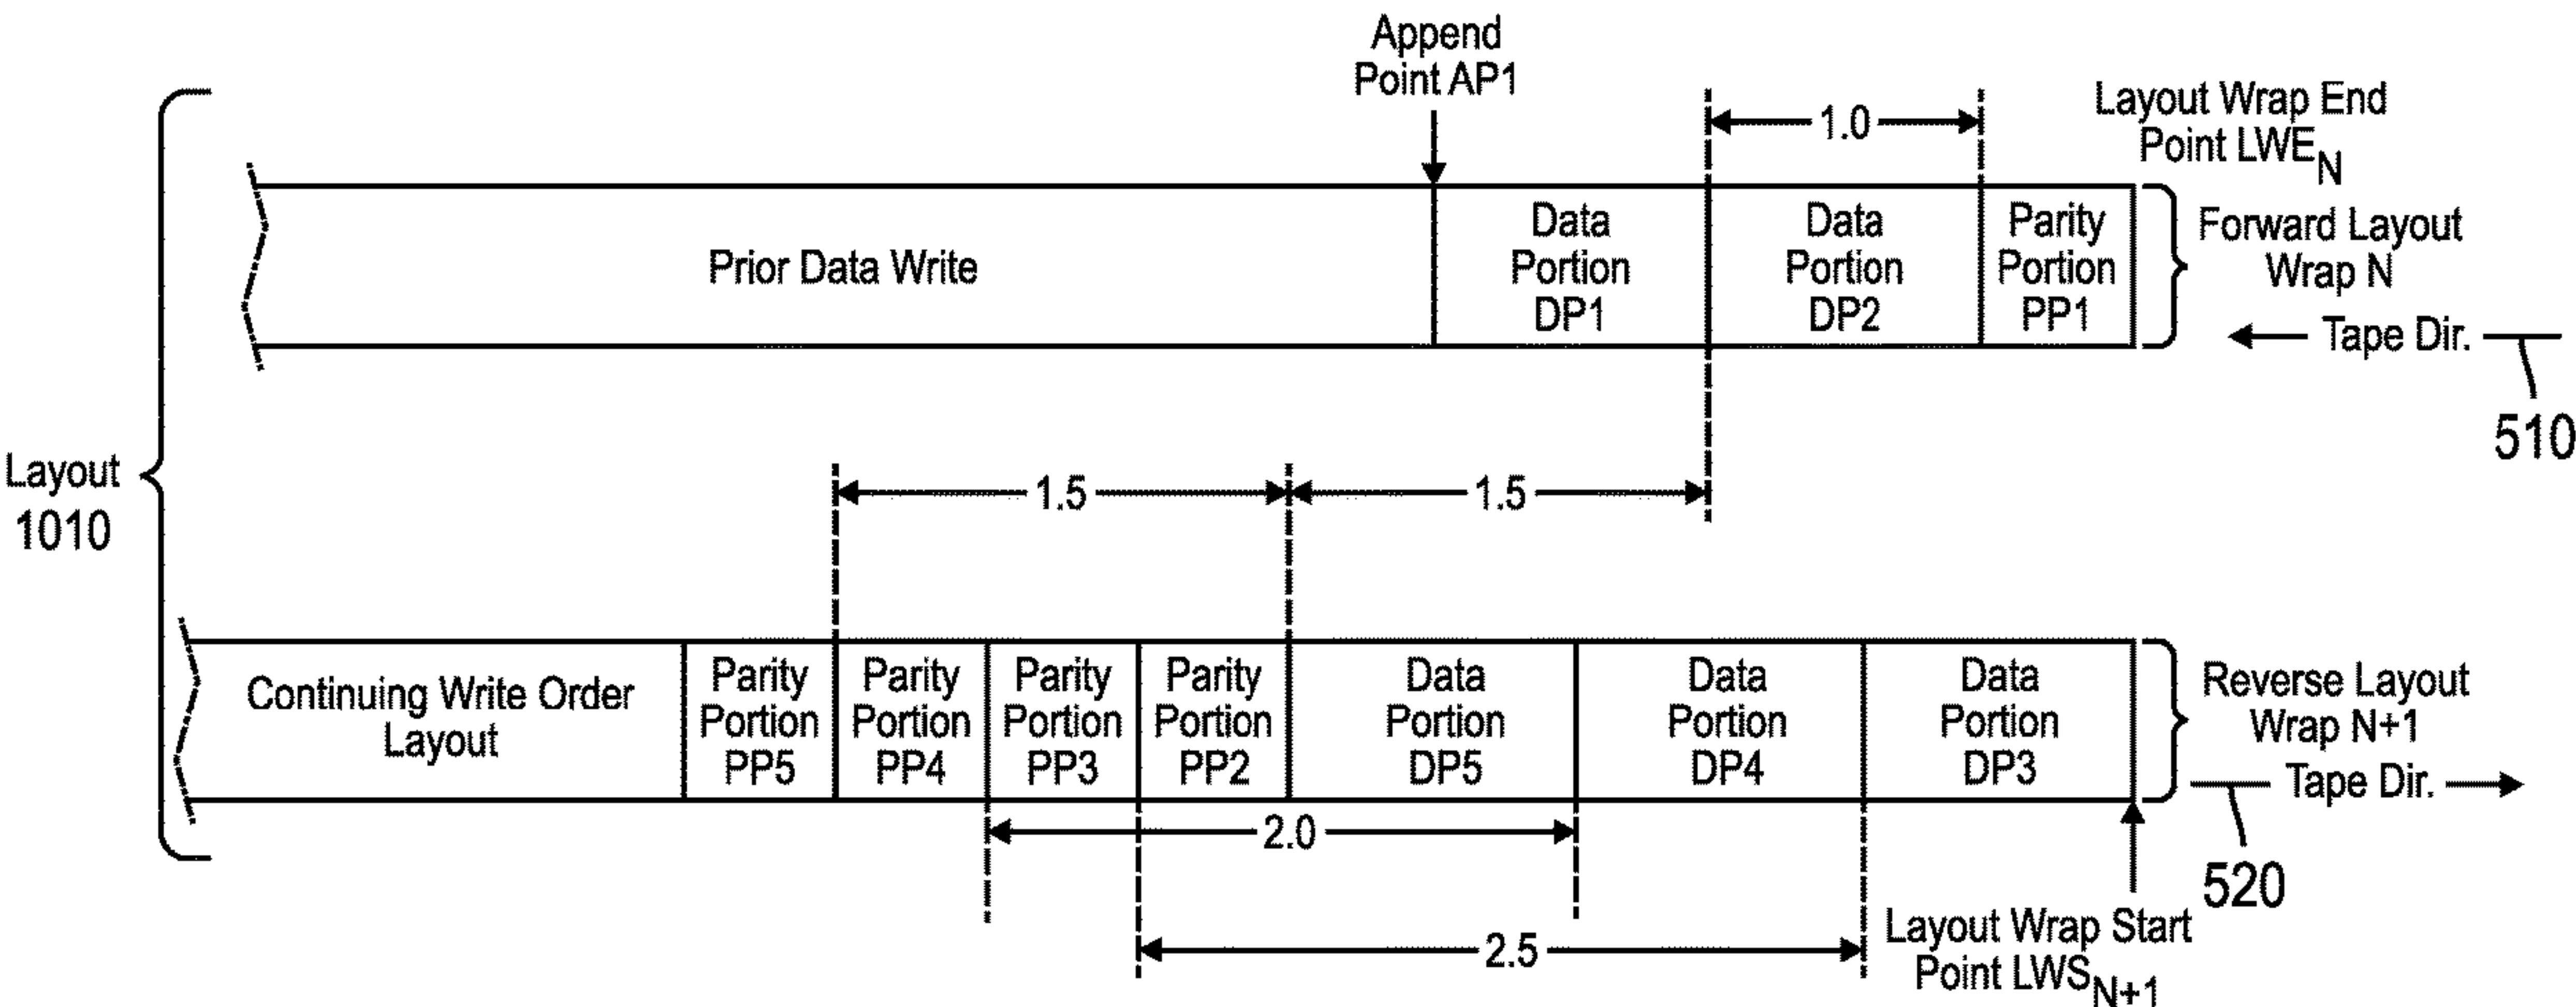 Append
Point AP1
1.0
Layout Wrap End
Point LWE_N
Prior Data Write
Data
Portion
DP1
Data
Portion
DP2
Parity
Portion
PP1
Forward Layout
Wrap N
Tape Dir.
510
Layout
1010
1.5
1.5
Continuing Write Order
Layout
Parity
Portion
PP5
Parity
Portion
PP4
Parity
Portion
PP3
Parity
Portion
PP2
Data
Portion
DP5
Data
Portion
DP4
Data
Portion
DP3
Reverse Layout
Wrap N+1
Tape Dir.
520
2.0
2.5
Layout Wrap Start
Point LWS_N+1